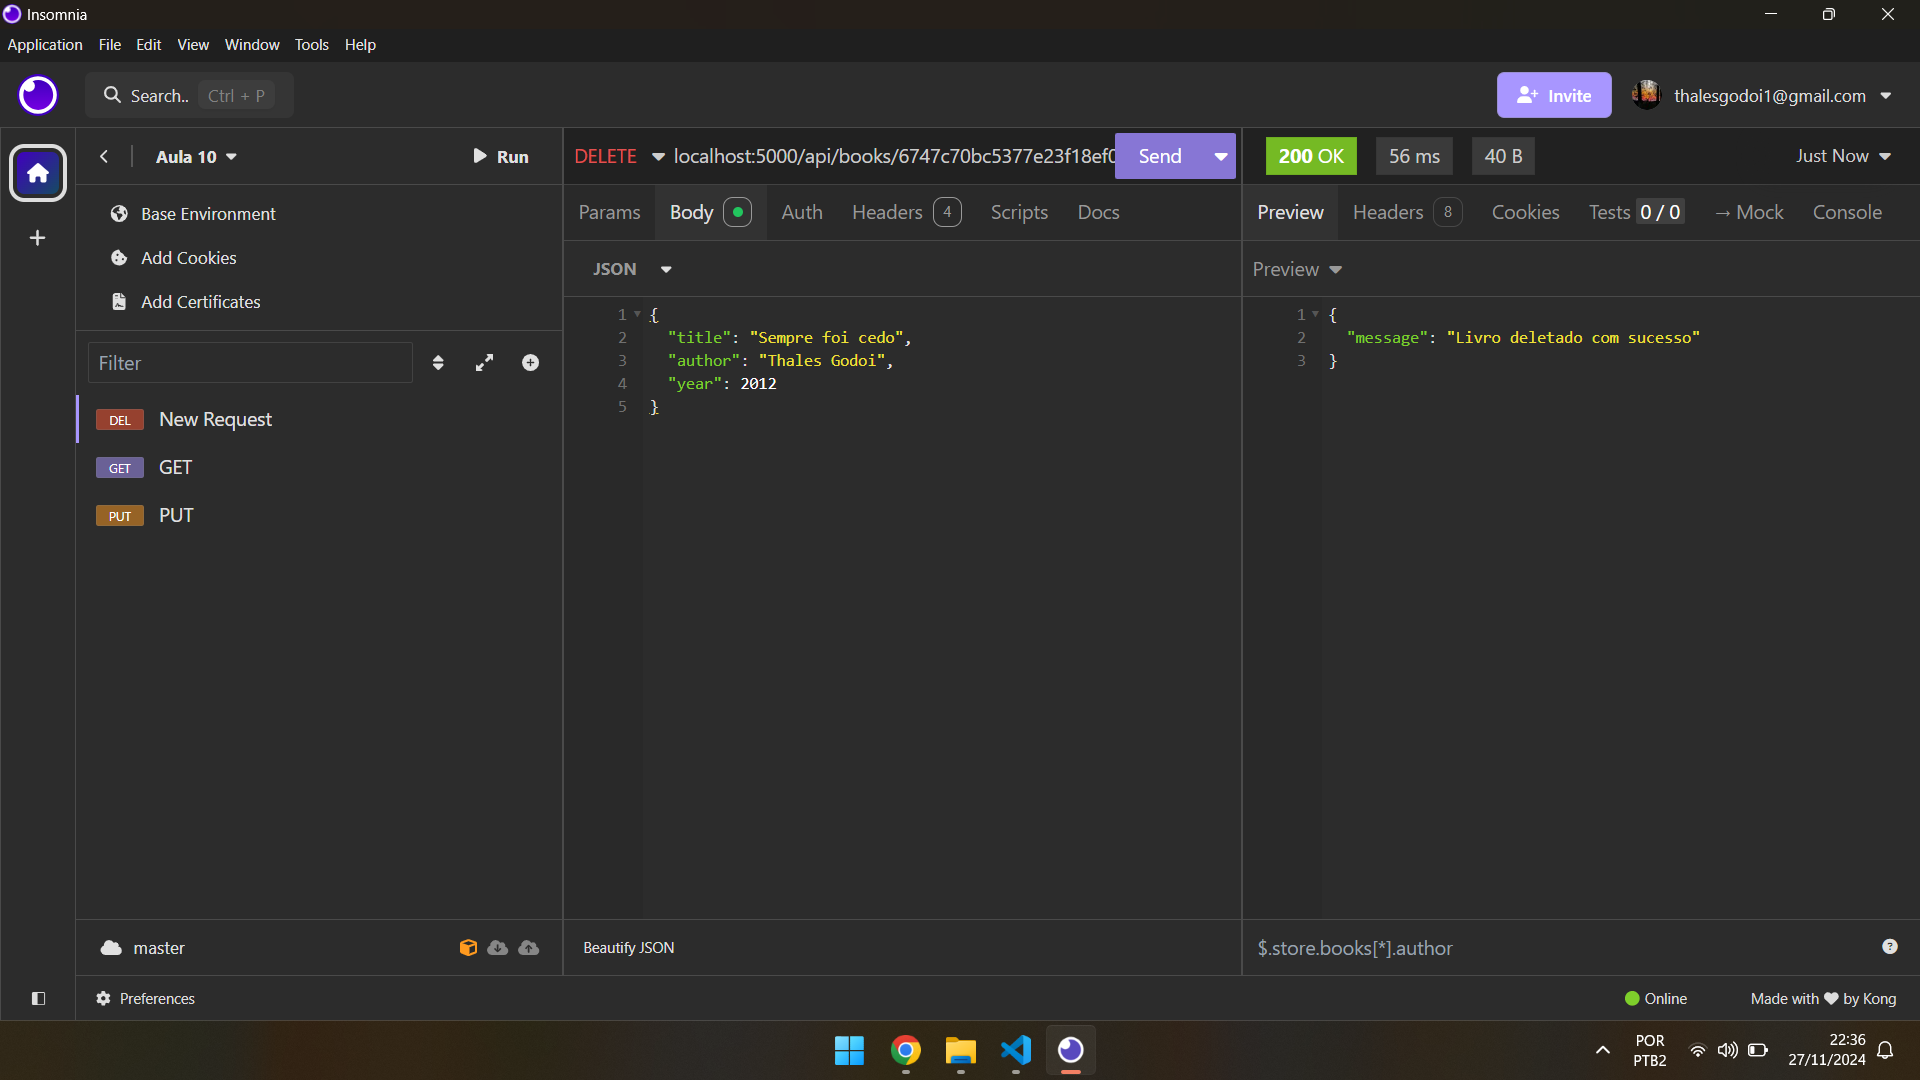 Insomnia
Application File Edit View Window Tools Help
Search.. Ctrl + P
Invite
thalesgodoi1@gmail.com
Aula 10
Run
Base Environment
Add Cookies
Add Certificates
Filter
DEL New Request
GET GET
PUT PUT
master
Preferences
DELETE localhost:5000/api/books/6747c70bc5377e23f18ef0
Send
Params Body Auth Headers 4 Scripts Docs
JSON
1 {
2 "title": "Sempre foi cedo",
3 "author": "Thales Godoi",
4 "year": 2012
5 }
Beautify JSON
200 OK 56 ms 40 B Just Now
Preview Headers 8 Cookies Tests 0 / 0 → Mock Console
Preview
1 {
2 "message": "Livro deletado com sucesso"
3 }
$.store.books[*].author
Online
Made with ♥ by Kong
POR
PTB2
22:36
27/11/2024